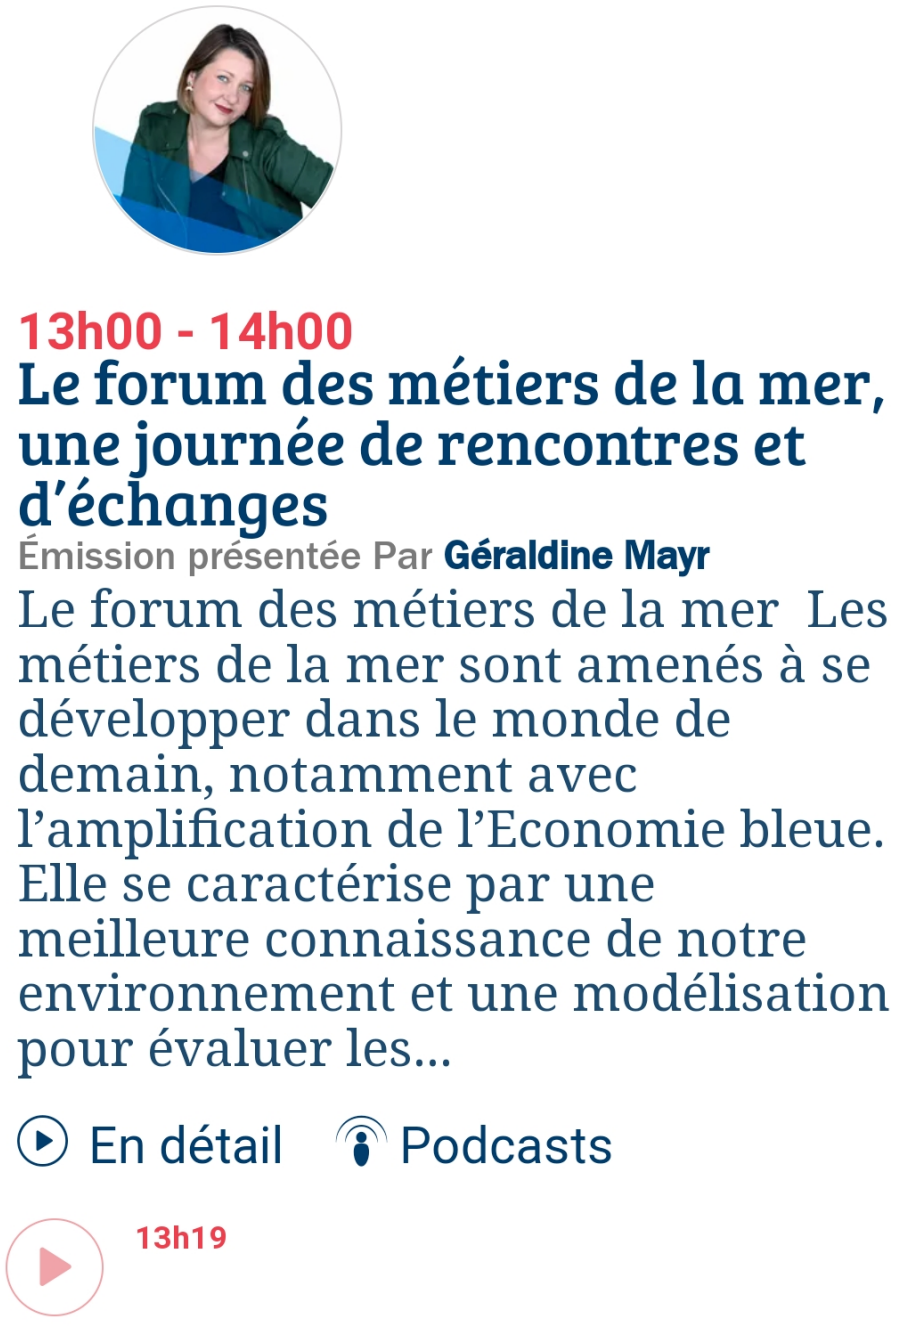 13h00 - 14h00
Le forum des métiers de la mer,
une journée de rencontres et
d’échanges
Émission présentée Par Géraldine Mayr
Le forum des métiers de la mer  Les
métiers de la mer sont amenés à se
développer dans le monde de
demain, notamment avec
l’amplification de l’Economie bleue.
Elle se caractérise par une
meilleure connaissance de notre
environnement et une modélisation
pour évaluer les...
En détail Podcasts
13h19